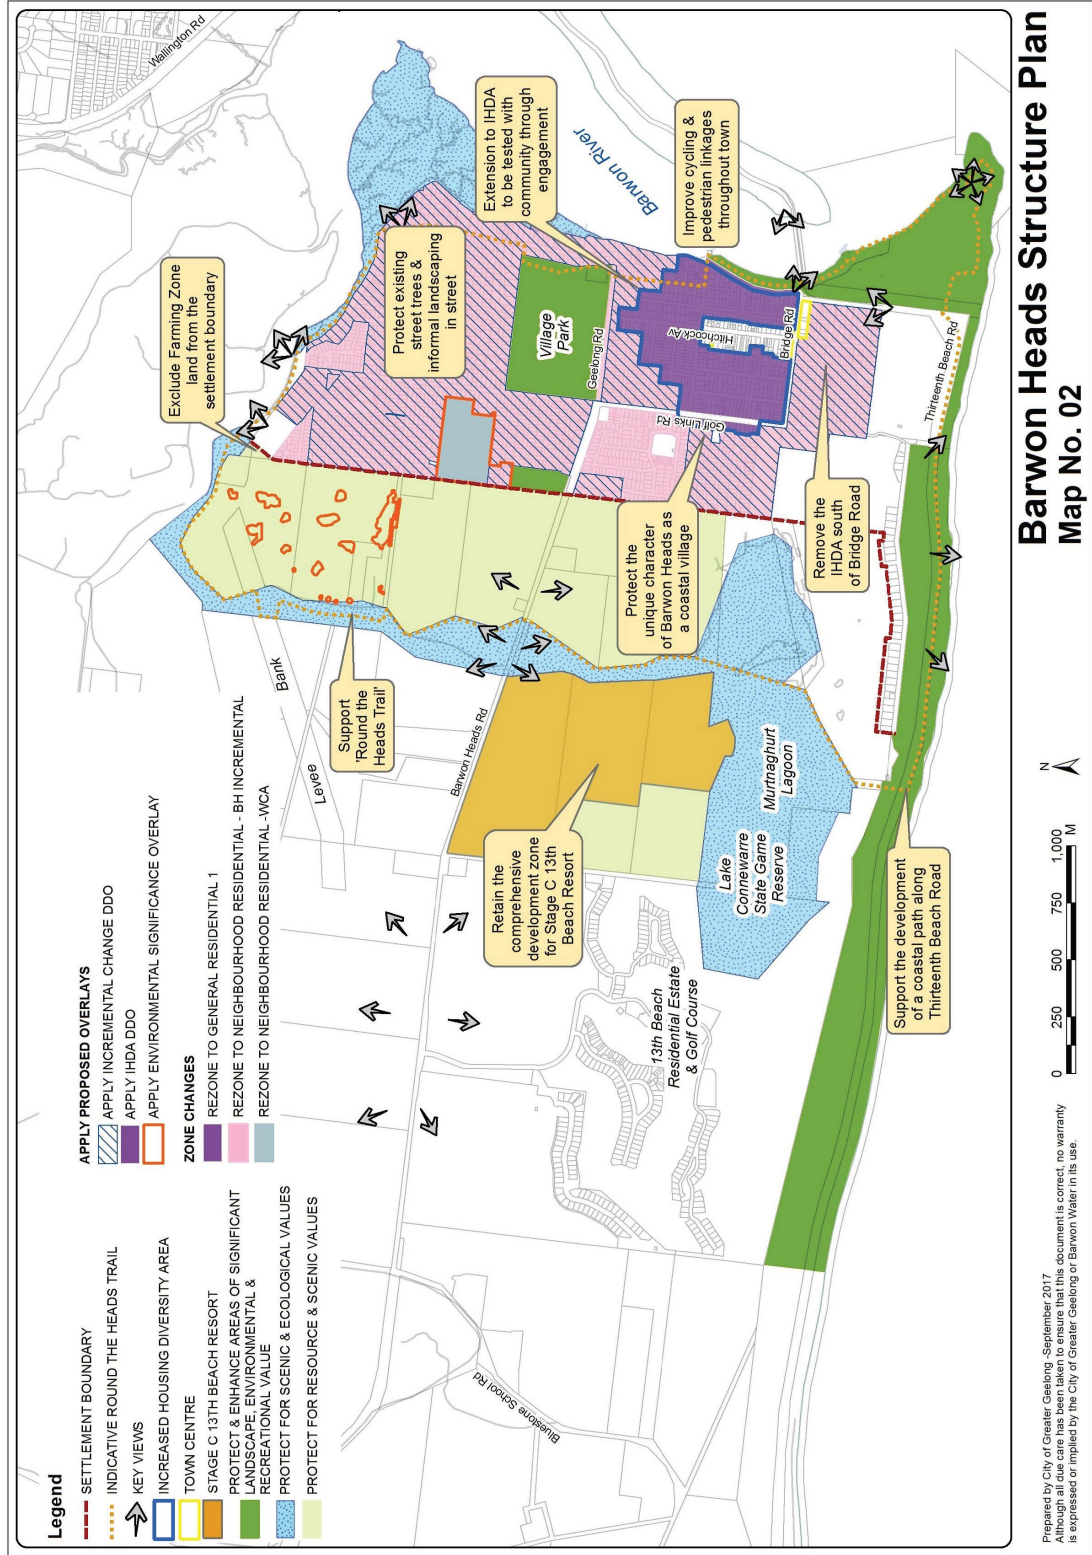 Barwon Heads Structure Plan
Map No. 02
Legend
SETTLEMENT BOUNDARY
INDICATIVE ROUND THE HEADS TRAIL
KEY VIEWS
INCREASED HOUSING DIVERSITY AREA
TOWN CENTRE
STAGE C 13TH BEACH RESORT
PROTECT & ENHANCE AREAS OF SIGNIFICANT
LANDSCAPE, ENVIRONMENTAL &
RECREATIONAL VALUE
PROTECT FOR SCENIC & ECOLOGICAL VALUES
PROTECT FOR RESOURCE & SCENIC VALUES
APPLY PROPOSED OVERLAYS
APPLY INCREMENTAL CHANGE DDO
APPLY IHDA DDO
APPLY ENVIRONMENTAL SIGNIFICANCE OVERLAY
ZONE CHANGES
REZONE TO GENERAL RESIDENTIAL 1
REZONE TO NEIGHBOURHOOD RESIDENTIAL - BH INCREMENTAL
REZONE TO NEIGHBOURHOOD RESIDENTIAL -WCA
Wallington Rd
Exclude Farming Zone
land from the
settlement boundary
Protect existing
street trees &
informal landscaping
in street
Extension to IHDA
to be tested with
community through
engagement
Barwon River
Improve cycling &
pedestrian linkages
throughout town
Bank
Levee
Support
'Round the
Heads Trail'
Village
Park
Geelong Rd
Hitchcock Av
Bridge Rd
Golf Links Rd
Barwon Heads Rd
Protect the
unique character
of Barwon Heads as
a coastal village
Remove the
IHDA south
of Bridge Road
Thirteenth Beach Rd
Retain the
comprehensive
development zone
for Stage C 13th
Beach Resort
Lake
Connewarre
State Game
Reserve
Murtnaghurt
Lagoon
13th Beach
Residential Estate
& Golf Course
Support the development
of a coastal path along
Thirteenth Beach Road
Bluestone School Rd
Prepared by City of Greater Geelong -September 2017
Although all due care has been taken to ensure that this document is correct, no warranty
is expressed or implied by the City of Greater Geelong or Barwon Water in its use.
0 250 500 750 1,000
M
N